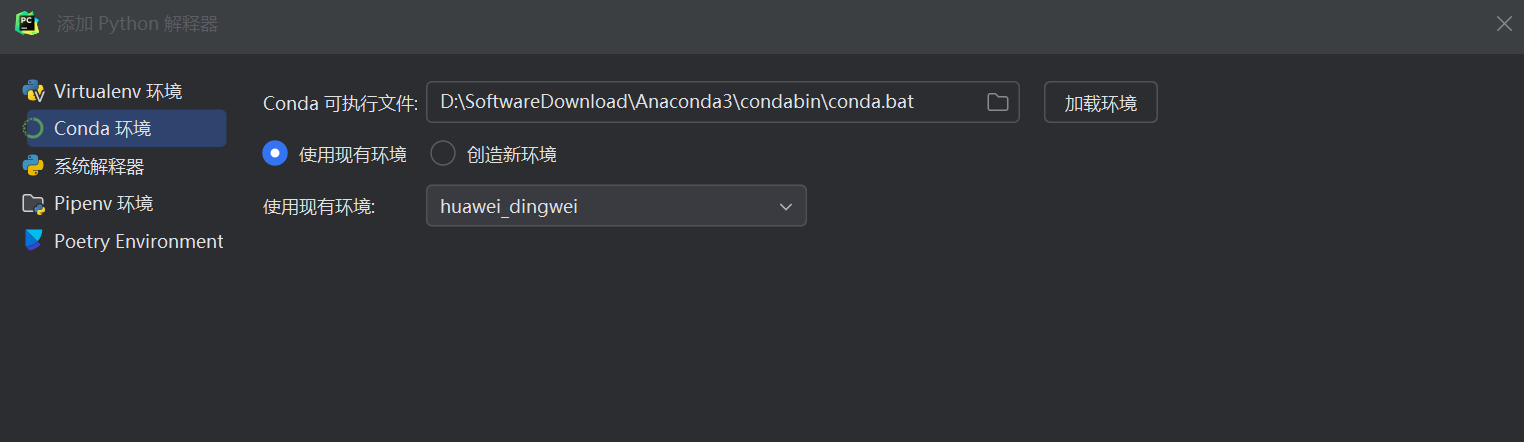 添加 Python 解释器
Virtualenv 环境
Conda 环境
系统解释器
Pipenv 环境
Poetry Environment
Conda 可执行文件: D:\SoftwareDownload\Anaconda3\condabin\conda.bat 加载环境
使用现有环境 创造新环境
使用现有环境: huawei_dingwei